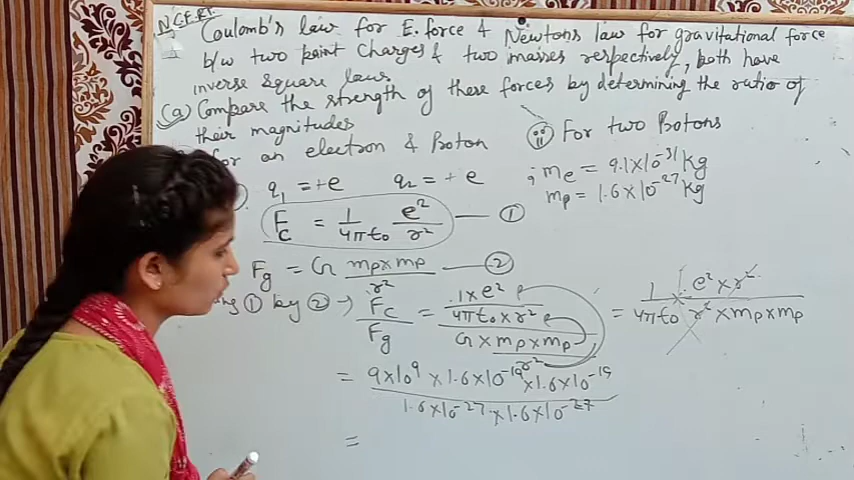 N.C.E.R.T.
Coulomb's law for E.force & Newtons law for gravitational force
b/w two point Charges & two masses respectively, both have
inverse square laws.
(a) Compare the strength of these forces by determining the ratio of
their magnitudes
for an electron & Proton (ii) For two Protons
q₁ = +e q₂ = +e ; me = 9.1×10⁻³¹ Kg
mp = 1.6×10⁻²⁷ Kg
Fc = 1/4πε₀ e²/r² — ①
Fg = G mp×mp/r² — ②
ing ① by ② → Fc/Fg = (1×e²/4πε₀×r²)/(G×mp×mp/r²) = 1/4πε₀ e²×r²/r²×mp×mp
= 9×10⁹×1.6×10⁻¹⁹×1.6×10⁻¹⁹/1.6×10⁻²⁷×1.6×10⁻²⁷
=